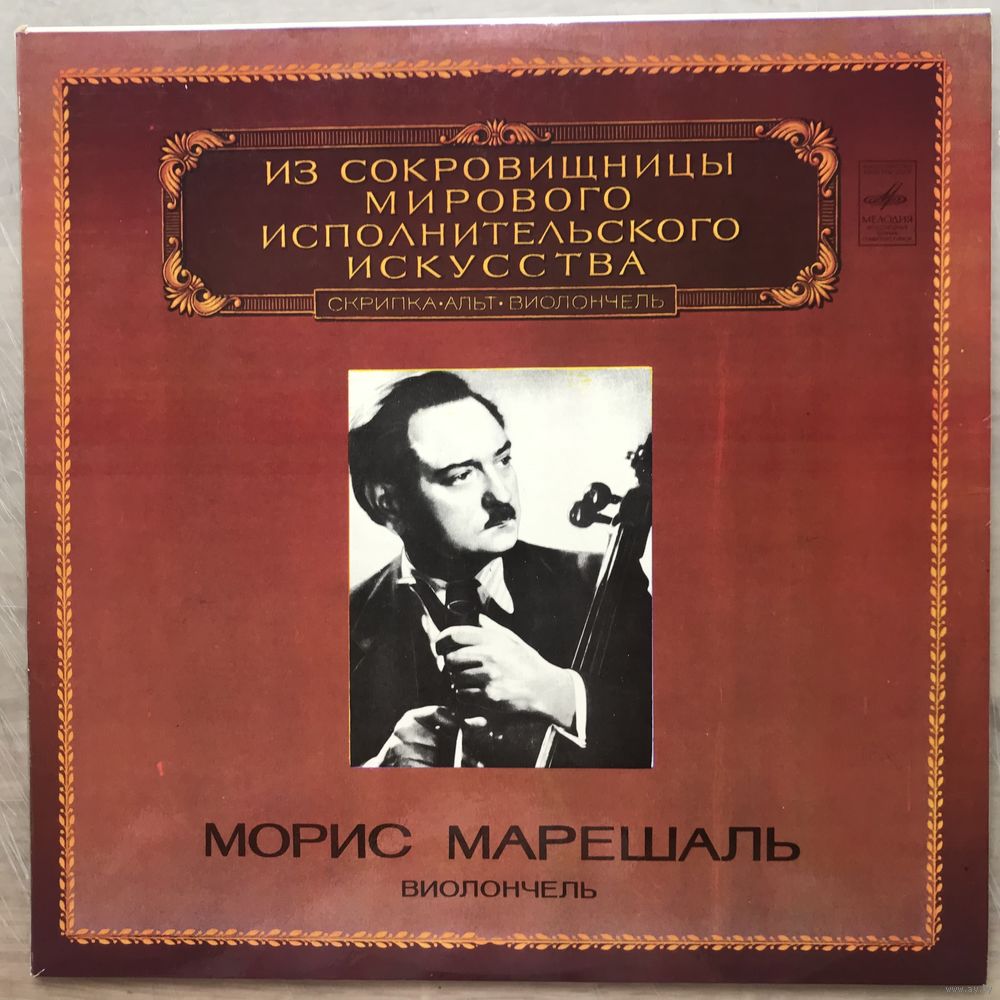 ИЗ СОКРОВИЩНИЦЫ
МИРОВОГО
ИСПОЛНИТЕЛЬСКОГО
ИСКУССТВА
СКРИПКА·АЛЬТ·ВИОЛОНЧЕЛЬ
МЕЛОДИЯ
МОРИС МАРЕШАЛЬ
ВИОЛОНЧЕЛЬ